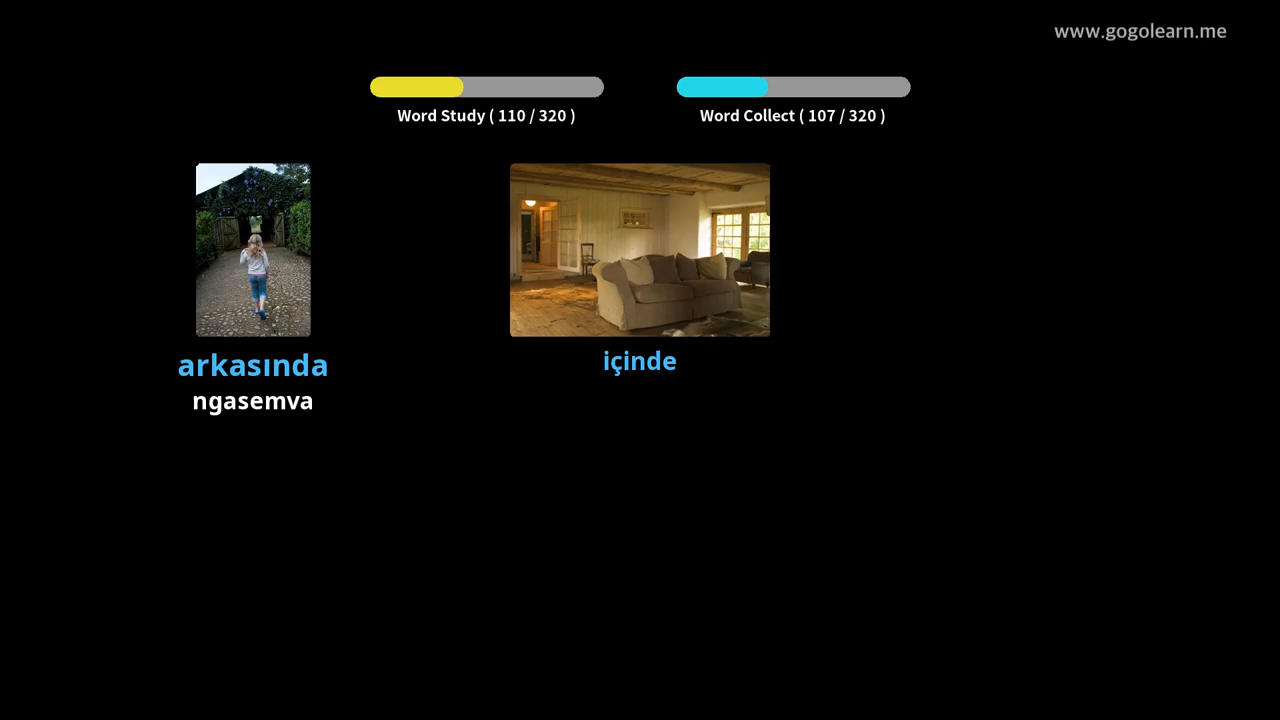 www.gogolearn.me
Word Study ( 110 / 320 )
Word Collect ( 107 / 320 )
arkasında
ngasemva
içinde